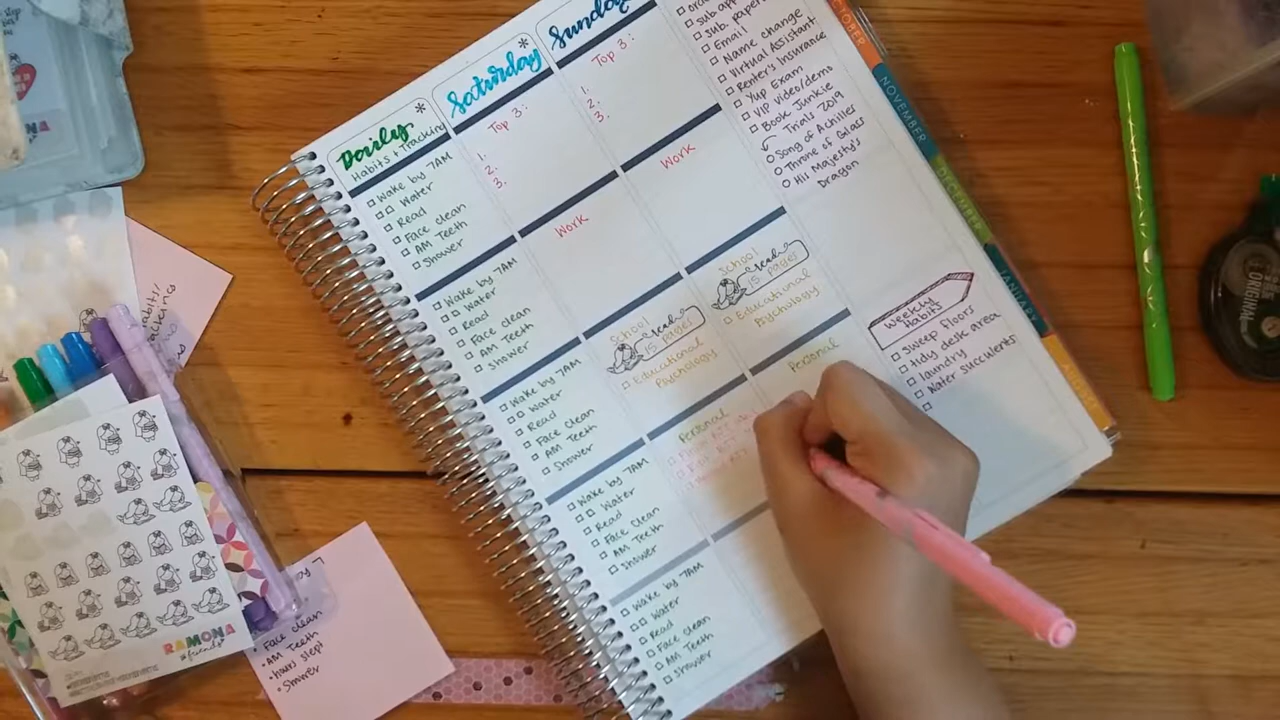 Daily *
Habits + Tracking
□ Wake by 7AM
□□ Water
□ Read
□ Face clean
□ AM Teeth
□ Shower
□ Wake by 7AM
□□ Water
□ Read
□ Face clean
□ AM Teeth
□ Shower
□ Wake by 7AM
□□ Water
□ Read
□ Face clean
□ AM Teeth
□ Shower
□ Wake by 7AM
□□ Water
□ Read
□ Face Clean
□ AM Teeth
□ Shower
□ Wake by 7AM
□□ Water
□ Read
□ Face clean
□ AM Teeth
□ Shower
Saturday *
Top 3:
1.
2.
3.
Work
School
Read
15 pages
□ Educational
Psychology
Personal
Sunday
Top 3:
1.
2.
3.
Work
School
Read
15 pages
□ Educational
Psychology
Personal
□ sub app
□ sub. paper
□ Email
□ Name change
□ Virtual Assistant
□ Renter's Insurance
□ Yup Exam
□ VIP video/demo
□ Book Junkie
Trials 2019
○ Song of Achilles
○ Throne of Glass
○ His Majesty's
Dragon
Weekly
Habits
□ sweep floors
□ tidy desk area
□ laundry
□ Water succulents
□
OCTOBER
NOVEMBER
DECEMBER
JANUARY
ORIGINAL
RAMONA
& friends
• Face clean
• AM Teeth
• hours slept
• Shower